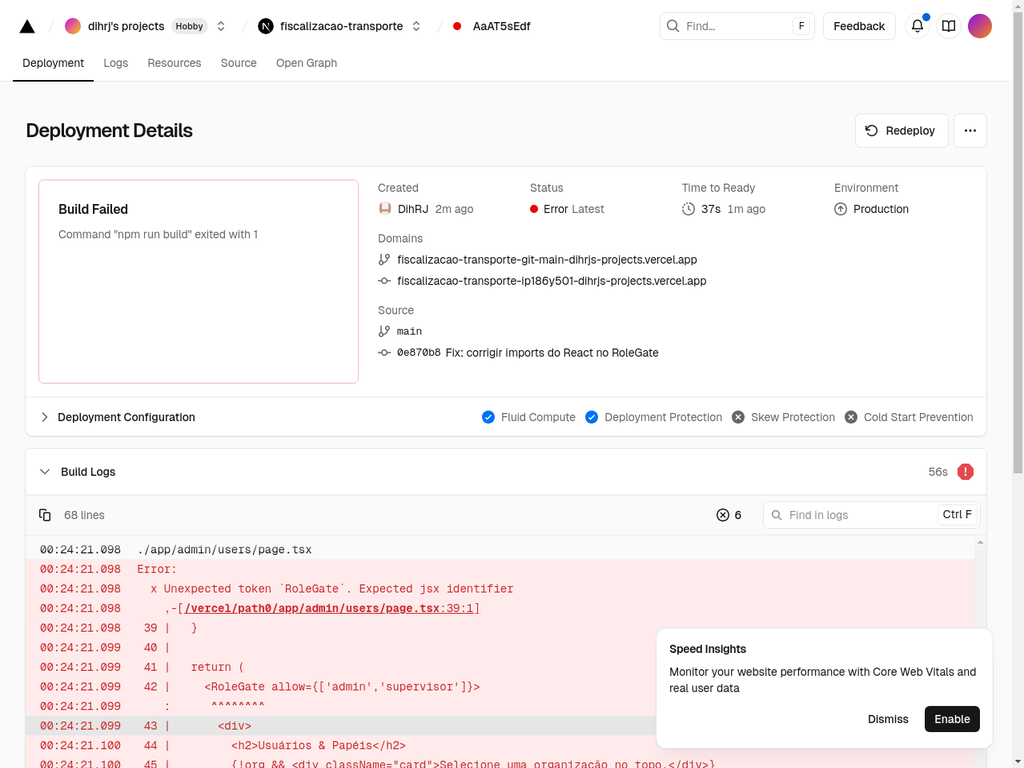 dihrj's projects Hobby fiscalizacao-transporte AaAT5sEdf Find... F Feedback
Deployment Logs Resources Source Open Graph
Deployment Details
Redeploy
Build Failed
Command "npm run build" exited with 1
Created Status Time to Ready Environment
DihRJ 2m ago Error Latest 37s 1m ago Production
Domains
fiscalizacao-transporte-git-main-dihrjs-projects.vercel.app
fiscalizacao-transporte-ip186y501-dihrjs-projects.vercel.app
Source
main
0e870b8 Fix: corrigir imports do React no RoleGate
Deployment Configuration Fluid Compute Deployment Protection Skew Protection Cold Start Prevention
Build Logs 56s
68 lines 6 Find in logs Ctrl F
00:24:21.098 ./app/admin/users/page.tsx
00:24:21.098 Error:
00:24:21.098 x Unexpected token `RoleGate`. Expected jsx identifier
00:24:21.098 ,-[/vercel/path0/app/admin/users/page.tsx:39:1]
00:24:21.098 39 | }
00:24:21.099 40 |
00:24:21.099 41 | return (
00:24:21.099 42 | <RoleGate allow={['admin','supervisor']}>
00:24:21.099 : ^^^^^^^^
00:24:21.099 43 | <div>
00:24:21.100 44 | <h2>Usuários & Papéis</h2>
00:24:21.100 45 | {!org && <div className="card">Selecione uma organização no topo.</div>}
Speed Insights
Monitor your website performance with Core Web Vitals and
real user data
Dismiss Enable